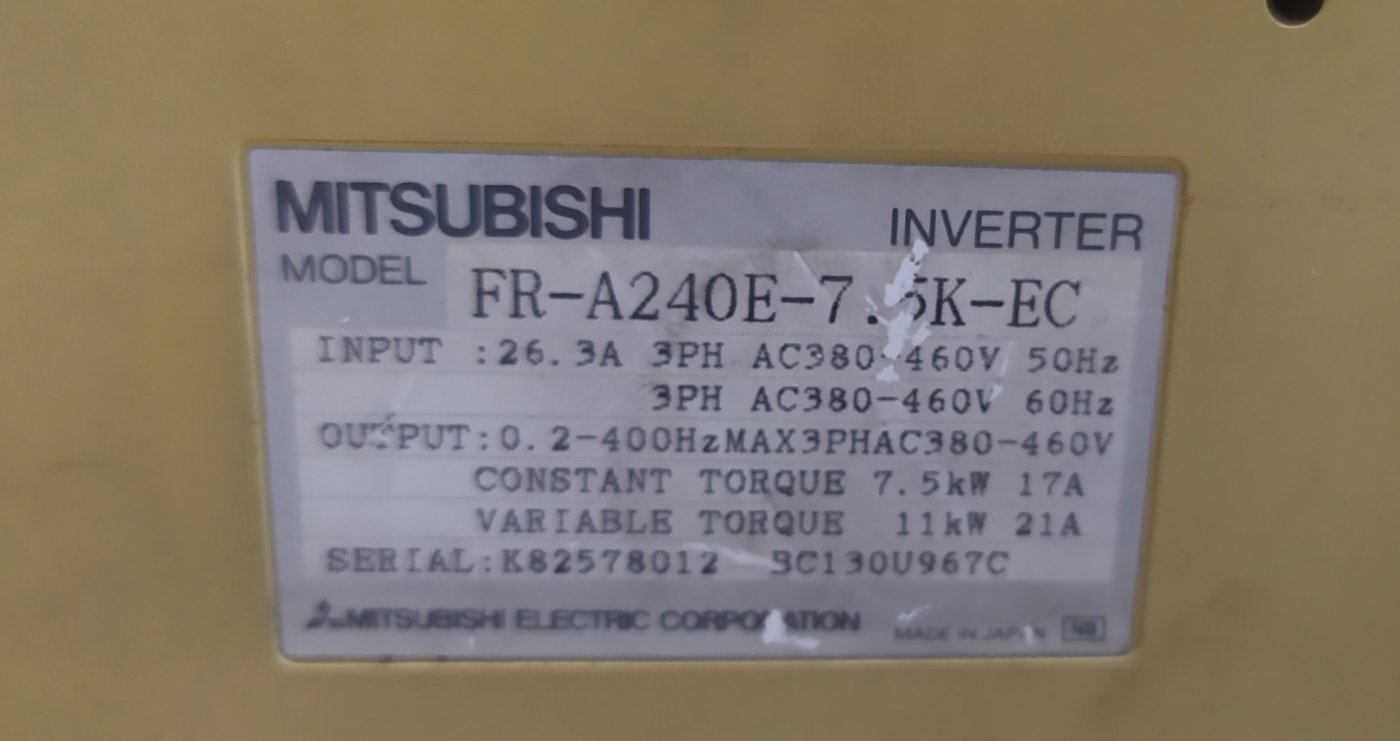 MITSUBISHI INVERTER
MODEL FR-A240E-7.5K-EC
INPUT :26.3A 3PH AC380-460V 50Hz
3PH AC380-460V 60Hz
OUTPUT:0.2-400HzMAX3PHAC380-460V
CONSTANT TORQUE 7.5kW 17A
VARIABLE TORQUE 11kW 21A
SERIAL:K82578012 BC130U967C
MITSUBISHI ELECTRIC CORPORATION MADE IN JAPAN